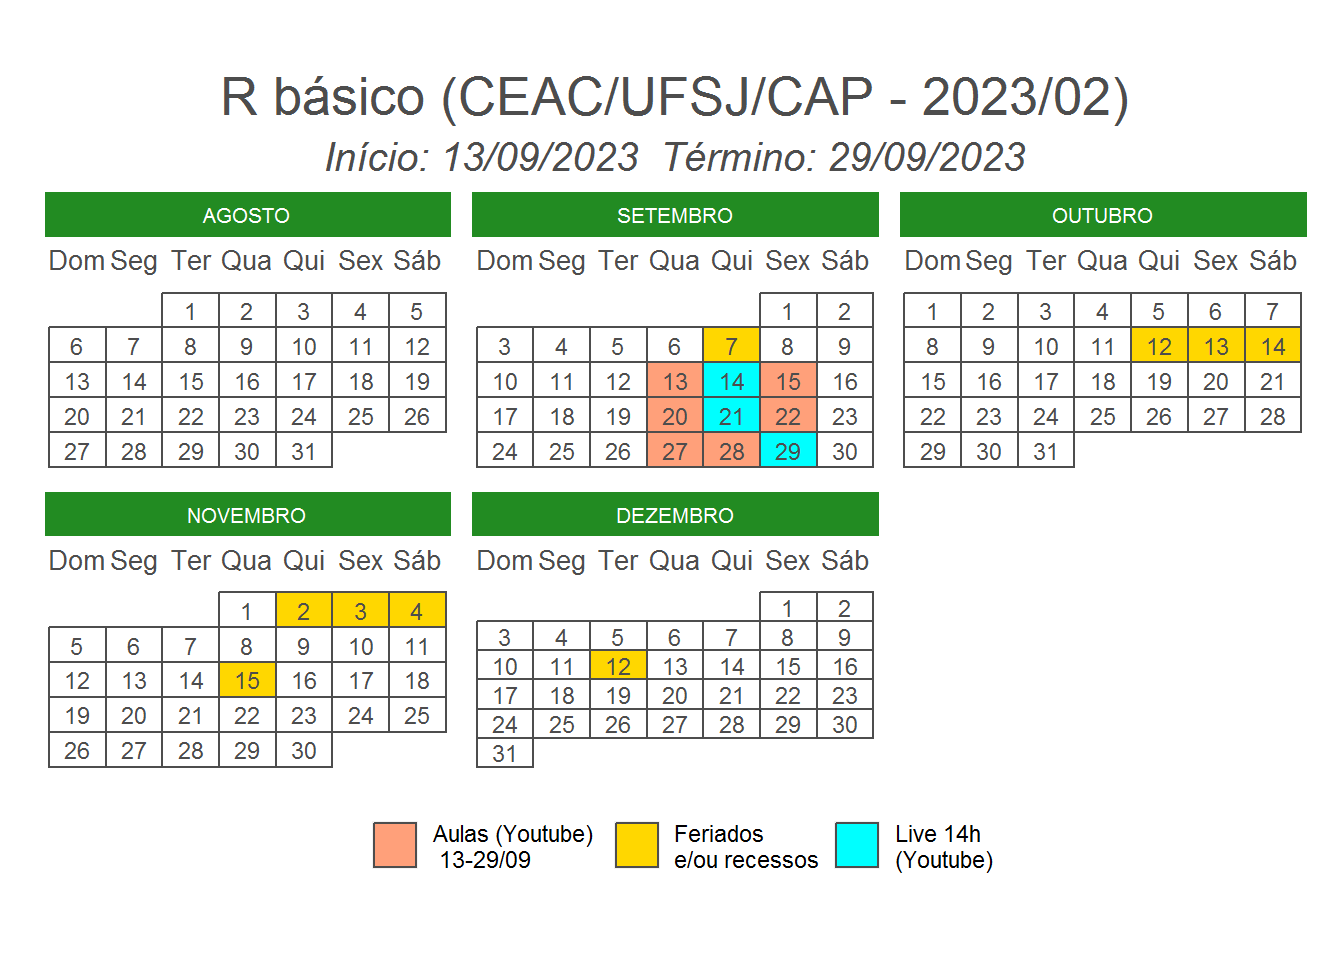 R básico (CEAC/UFSJ/CAP - 2023/02)
Início: 13/09/2023  Término: 29/09/2023
AGOSTO
Dom Seg Ter Qua Qui Sex Sáb
1 2 3 4 5
6 7 8 9 10 11 12
13 14 15 16 17 18 19
20 21 22 23 24 25 26
27 28 29 30 31
SETEMBRO
Dom Seg Ter Qua Qui Sex Sáb
1 2
3 4 5 6 7 8 9
10 11 12 13 14 15 16
17 18 19 20 21 22 23
24 25 26 27 28 29 30
OUTUBRO
Dom Seg Ter Qua Qui Sex Sáb
1 2 3 4 5 6 7
8 9 10 11 12 13 14
15 16 17 18 19 20 21
22 23 24 25 26 27 28
29 30 31
NOVEMBRO
Dom Seg Ter Qua Qui Sex Sáb
1 2 3 4
5 6 7 8 9 10 11
12 13 14 15 16 17 18
19 20 21 22 23 24 25
26 27 28 29 30
DEZEMBRO
Dom Seg Ter Qua Qui Sex Sáb
1 2
3 4 5 6 7 8 9
10 11 12 13 14 15 16
17 18 19 20 21 22 23
24 25 26 27 28 29 30
31
Aulas (Youtube)
13-29/09
Feriados
e/ou recessos
Live 14h
(Youtube)